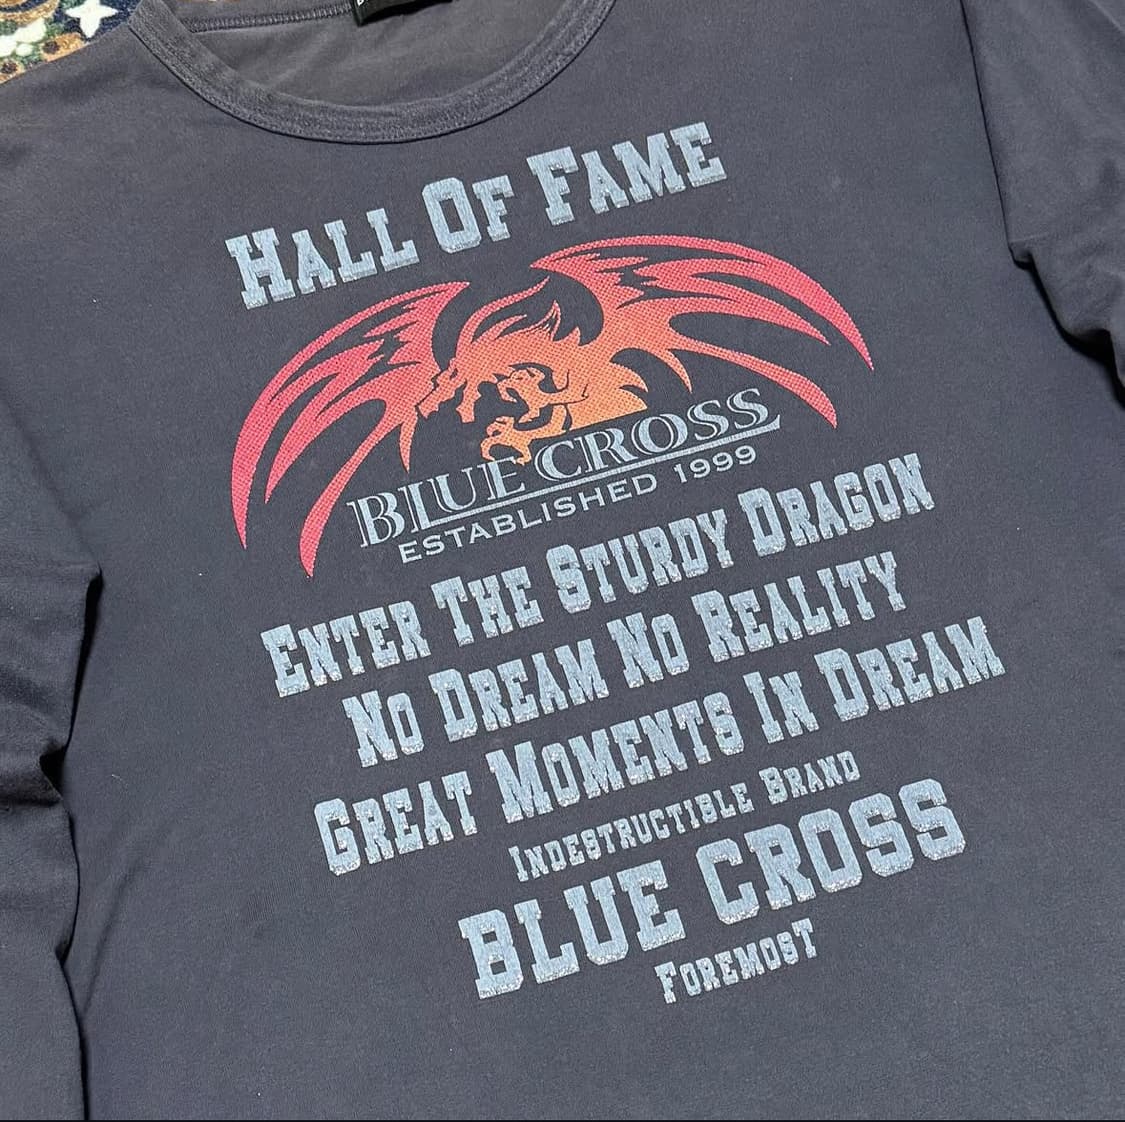 HALL OF FAME
BLUE CROSS
ESTABLISHED 1999
ENTER THE STURDY DRAGON
NO DREAM NO REALITY
GREAT MOMENTS IN DREAM
INDESTRUCTIBLE BRAND
BLUE CROSS
FOREMOST